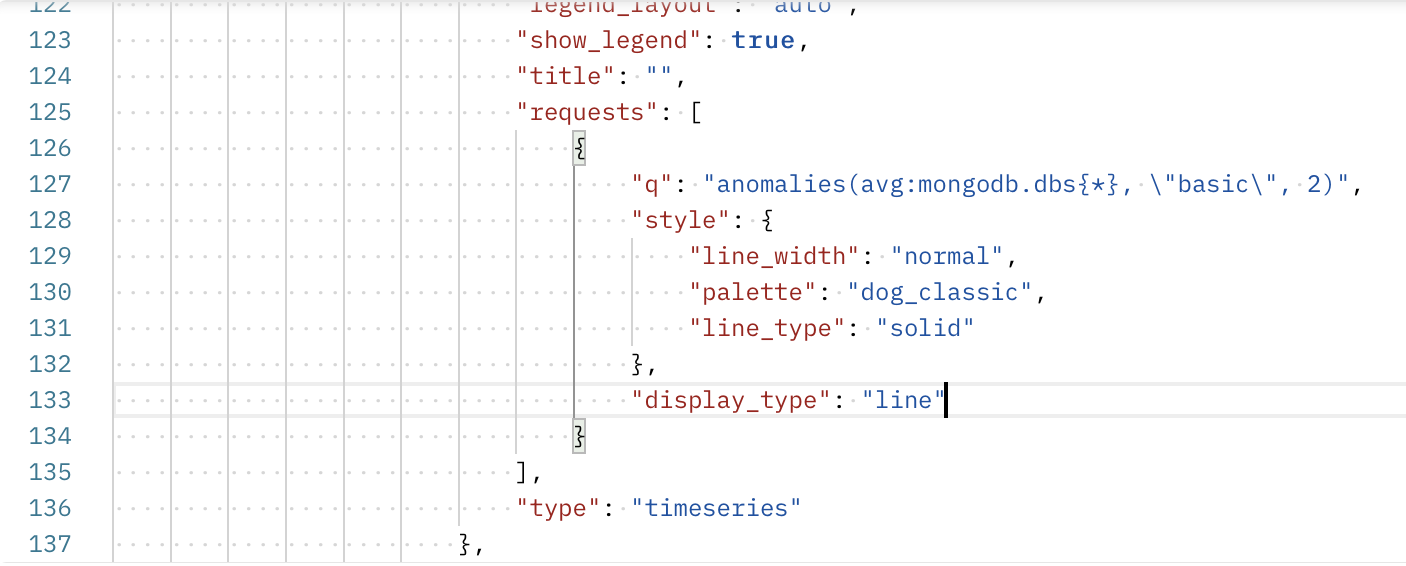 122 "legend_layout": "auto",
123 "show_legend": true,
124 "title": "",
125 "requests": [
126 {
127 "q": "anomalies(avg:mongodb.dbs{*}, \"basic\", 2)",
128 "style": {
129 "line_width": "normal",
130 "palette": "dog_classic",
131 "line_type": "solid"
132 },
133 "display_type": "line"
134 }
135 ],
136 "type": "timeseries"
137 },